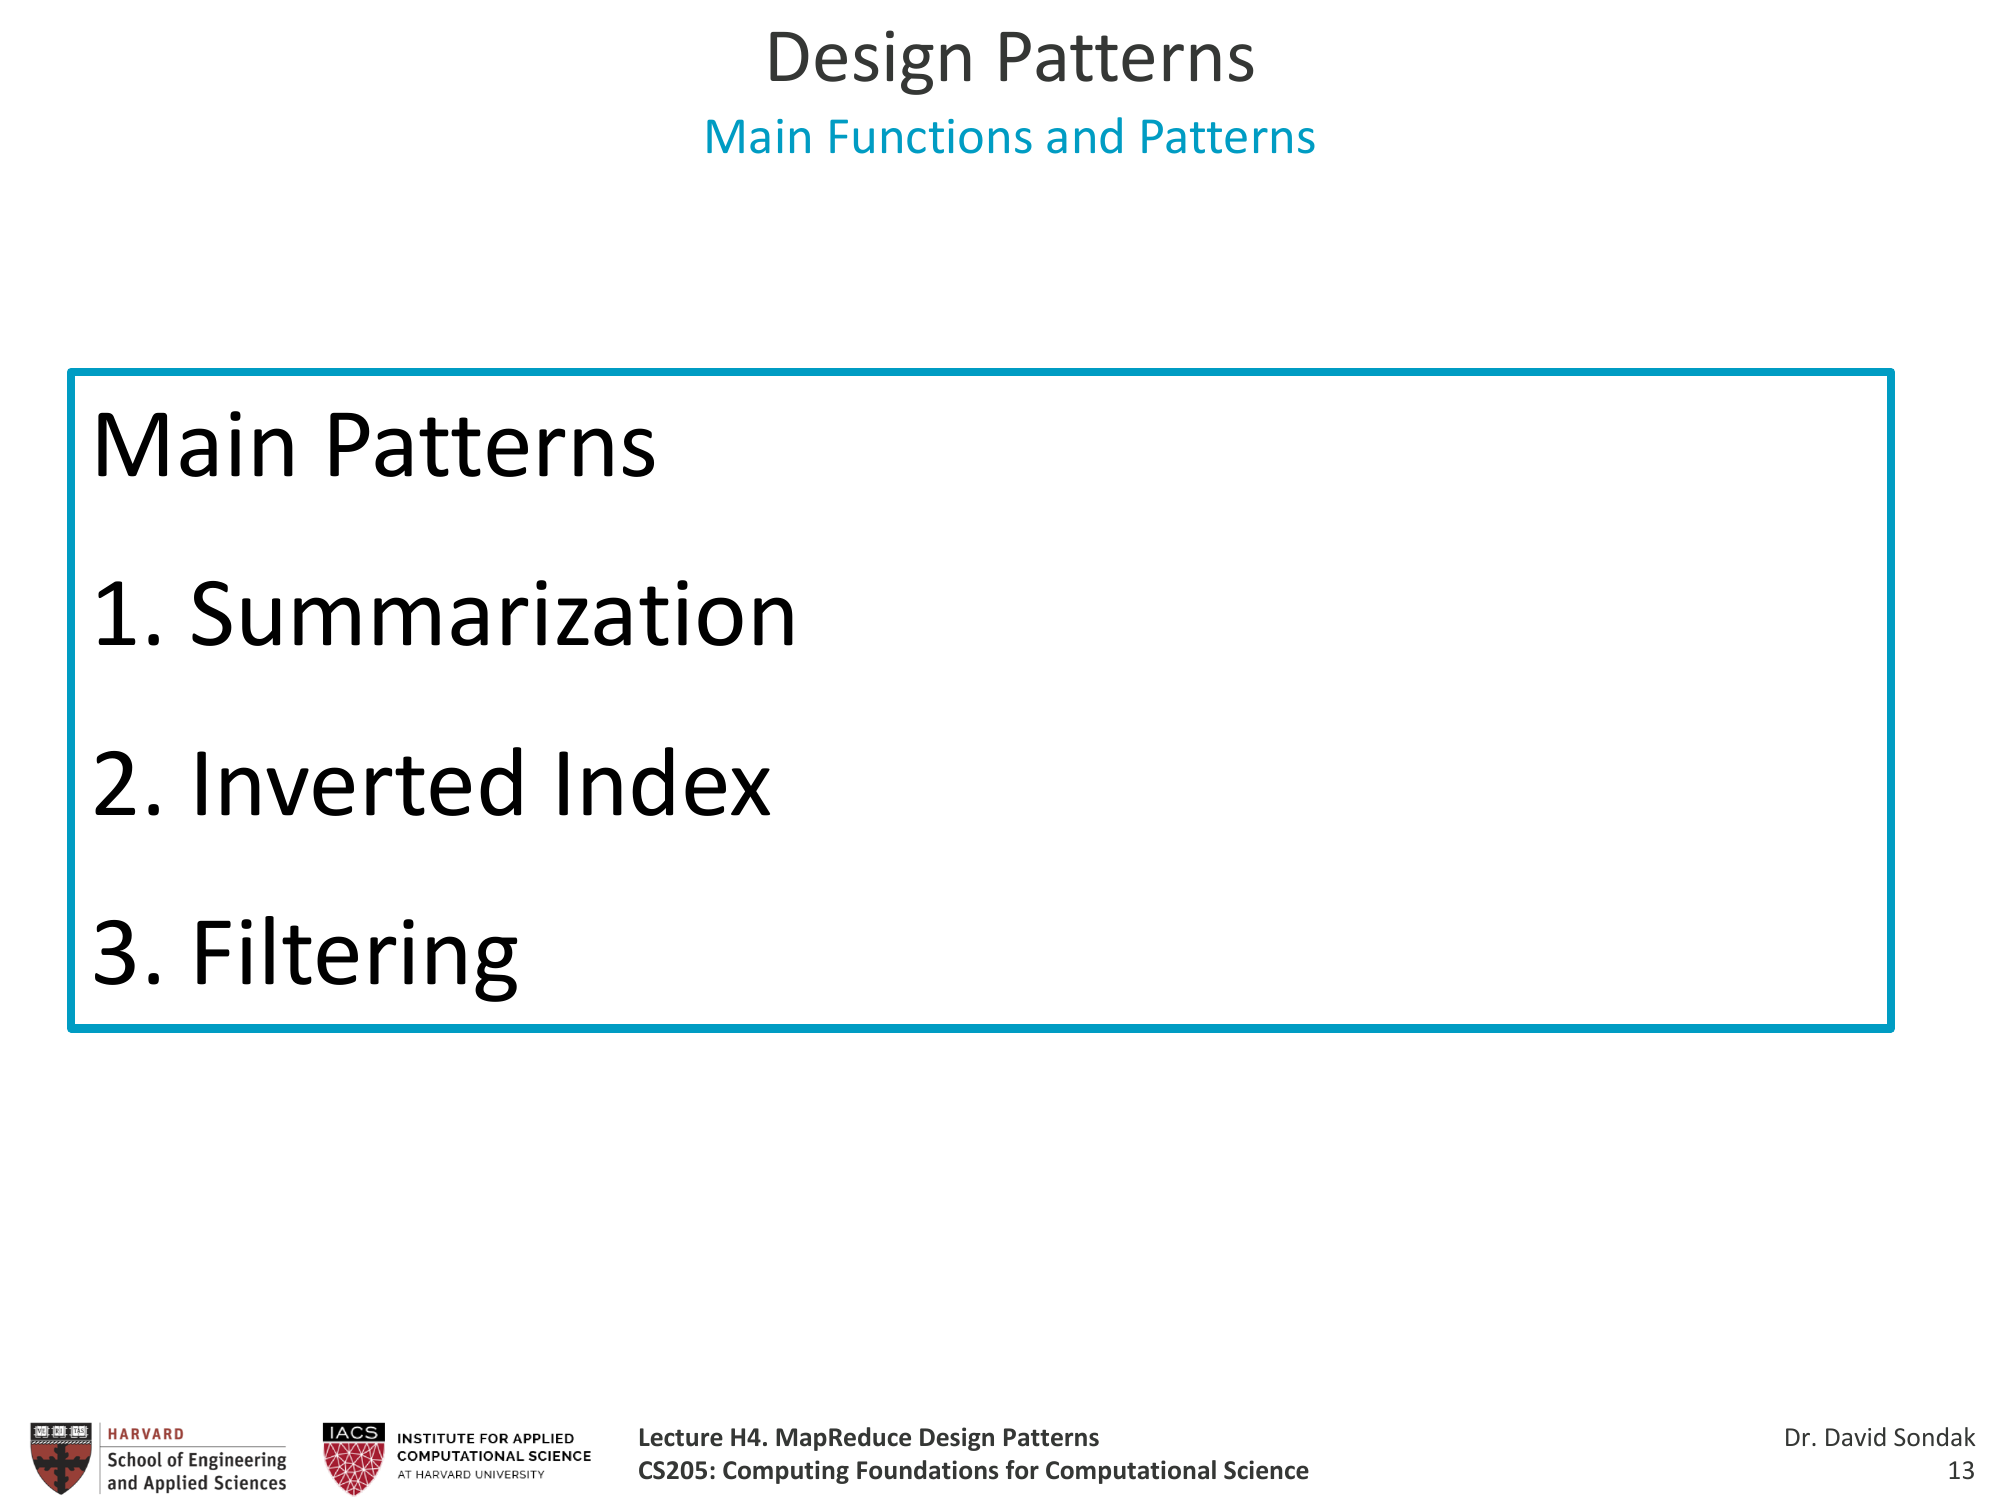 Design Patterns
Main Functions and Patterns
Main Patterns
1. Summarization
2. Inverted Index
3. Filtering
HARVARD
School of Engineering
and Applied Sciences
IACS
INSTITUTE FOR APPLIED
COMPUTATIONAL SCIENCE
AT HARVARD UNIVERSITY
Lecture H4. MapReduce Design Patterns
CS205: Computing Foundations for Computational Science
Dr. David Sondak
13